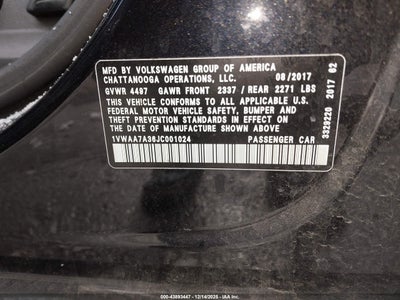 MFD BY VOLKSWAGEN GROUP OF AMERICA
CHATTANOOGA OPERATIONS, LLC. 08/2017
GVWR 4497 GAWR FRONT 2337 / REAR 2271 LBS
THIS VEHICLE CONFORMS TO ALL APPLICABLE U.S.
FEDERAL MOTOR VEHICLE SAFETY, BUMPER AND
THEFT PREVENTION STANDARDS IN EFFECT ON THE
DATE OF MANUFACTURE SHOWN ABOVE.
1VWAA7A36JC001024 PASSENGER CAR
3329220 2017 62
000-43893447 - 12/14/2025 - IAA Inc.